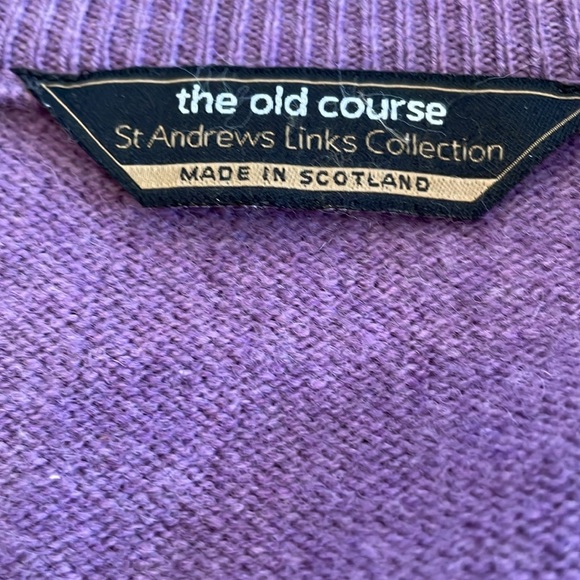 the old course
St Andrews Links Collection
MADE IN SCOTLAND